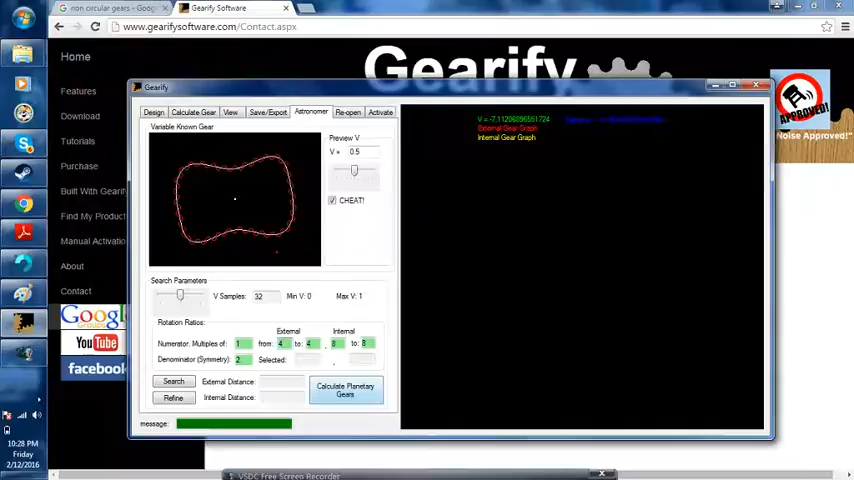 non circular gears - Goog
Gearify Software
www.gearifysoftware.com/Contact.aspx
Home
Gearify
Features
Download
Tutorials
Purchase
Built With Gearify
Find My Product
Manual Activation
About
Contact
Google
YouTube
facebook
APPROVED!
Noise Approved!"
Gearify
Design
Calculate Gear
View
Save/Export
Astronomer
Re-open
Activate
Variable Known Gear
Preview V
V = 0.5
CHEAT!
Search Parameters
V Samples: 32 Min V: 0 Max V: 1
Rotation Ratios:
External Internal
Numerator. Multiples of: 1 from: 4 to: 4 , 8 to: 8
Denominator (Symmetry): 2 Selected:
Search
External Distance:
Refine
Internal Distance:
Calculate Planetary
Gears
message:
External Gear Graph
Internal Gear Graph
VSDC Free Screen Recorder
10:28 PM
Friday
2/12/2016